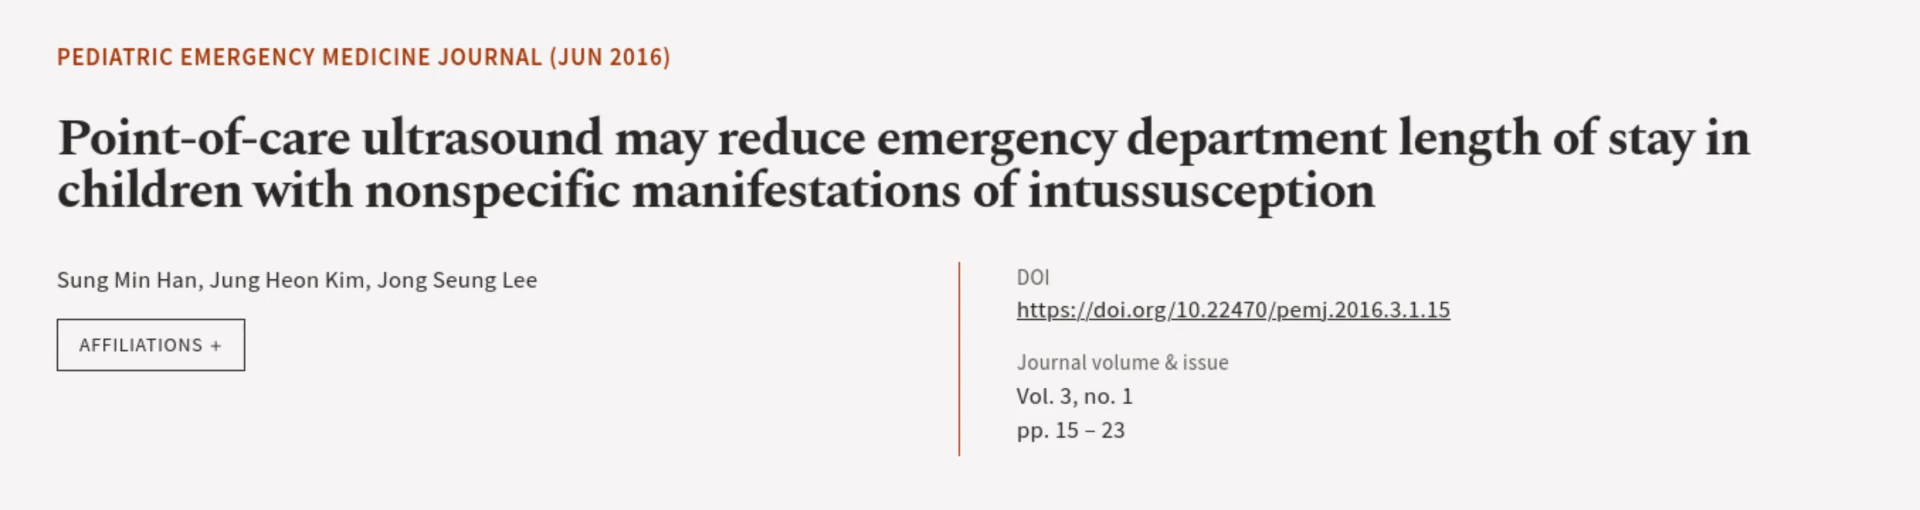 PEDIATRIC EMERGENCY MEDICINE JOURNAL (JUN 2016)
Point-of-care ultrasound may reduce emergency department length of stay in
children with nonspecific manifestations of intussusception
Sung Min Han, Jung Heon Kim, Jong Seung Lee
AFFILIATIONS +
DOI
https://doi.org/10.22470/pemj.2016.3.1.15
Journal volume & issue
Vol. 3, no. 1
pp. 15 – 23